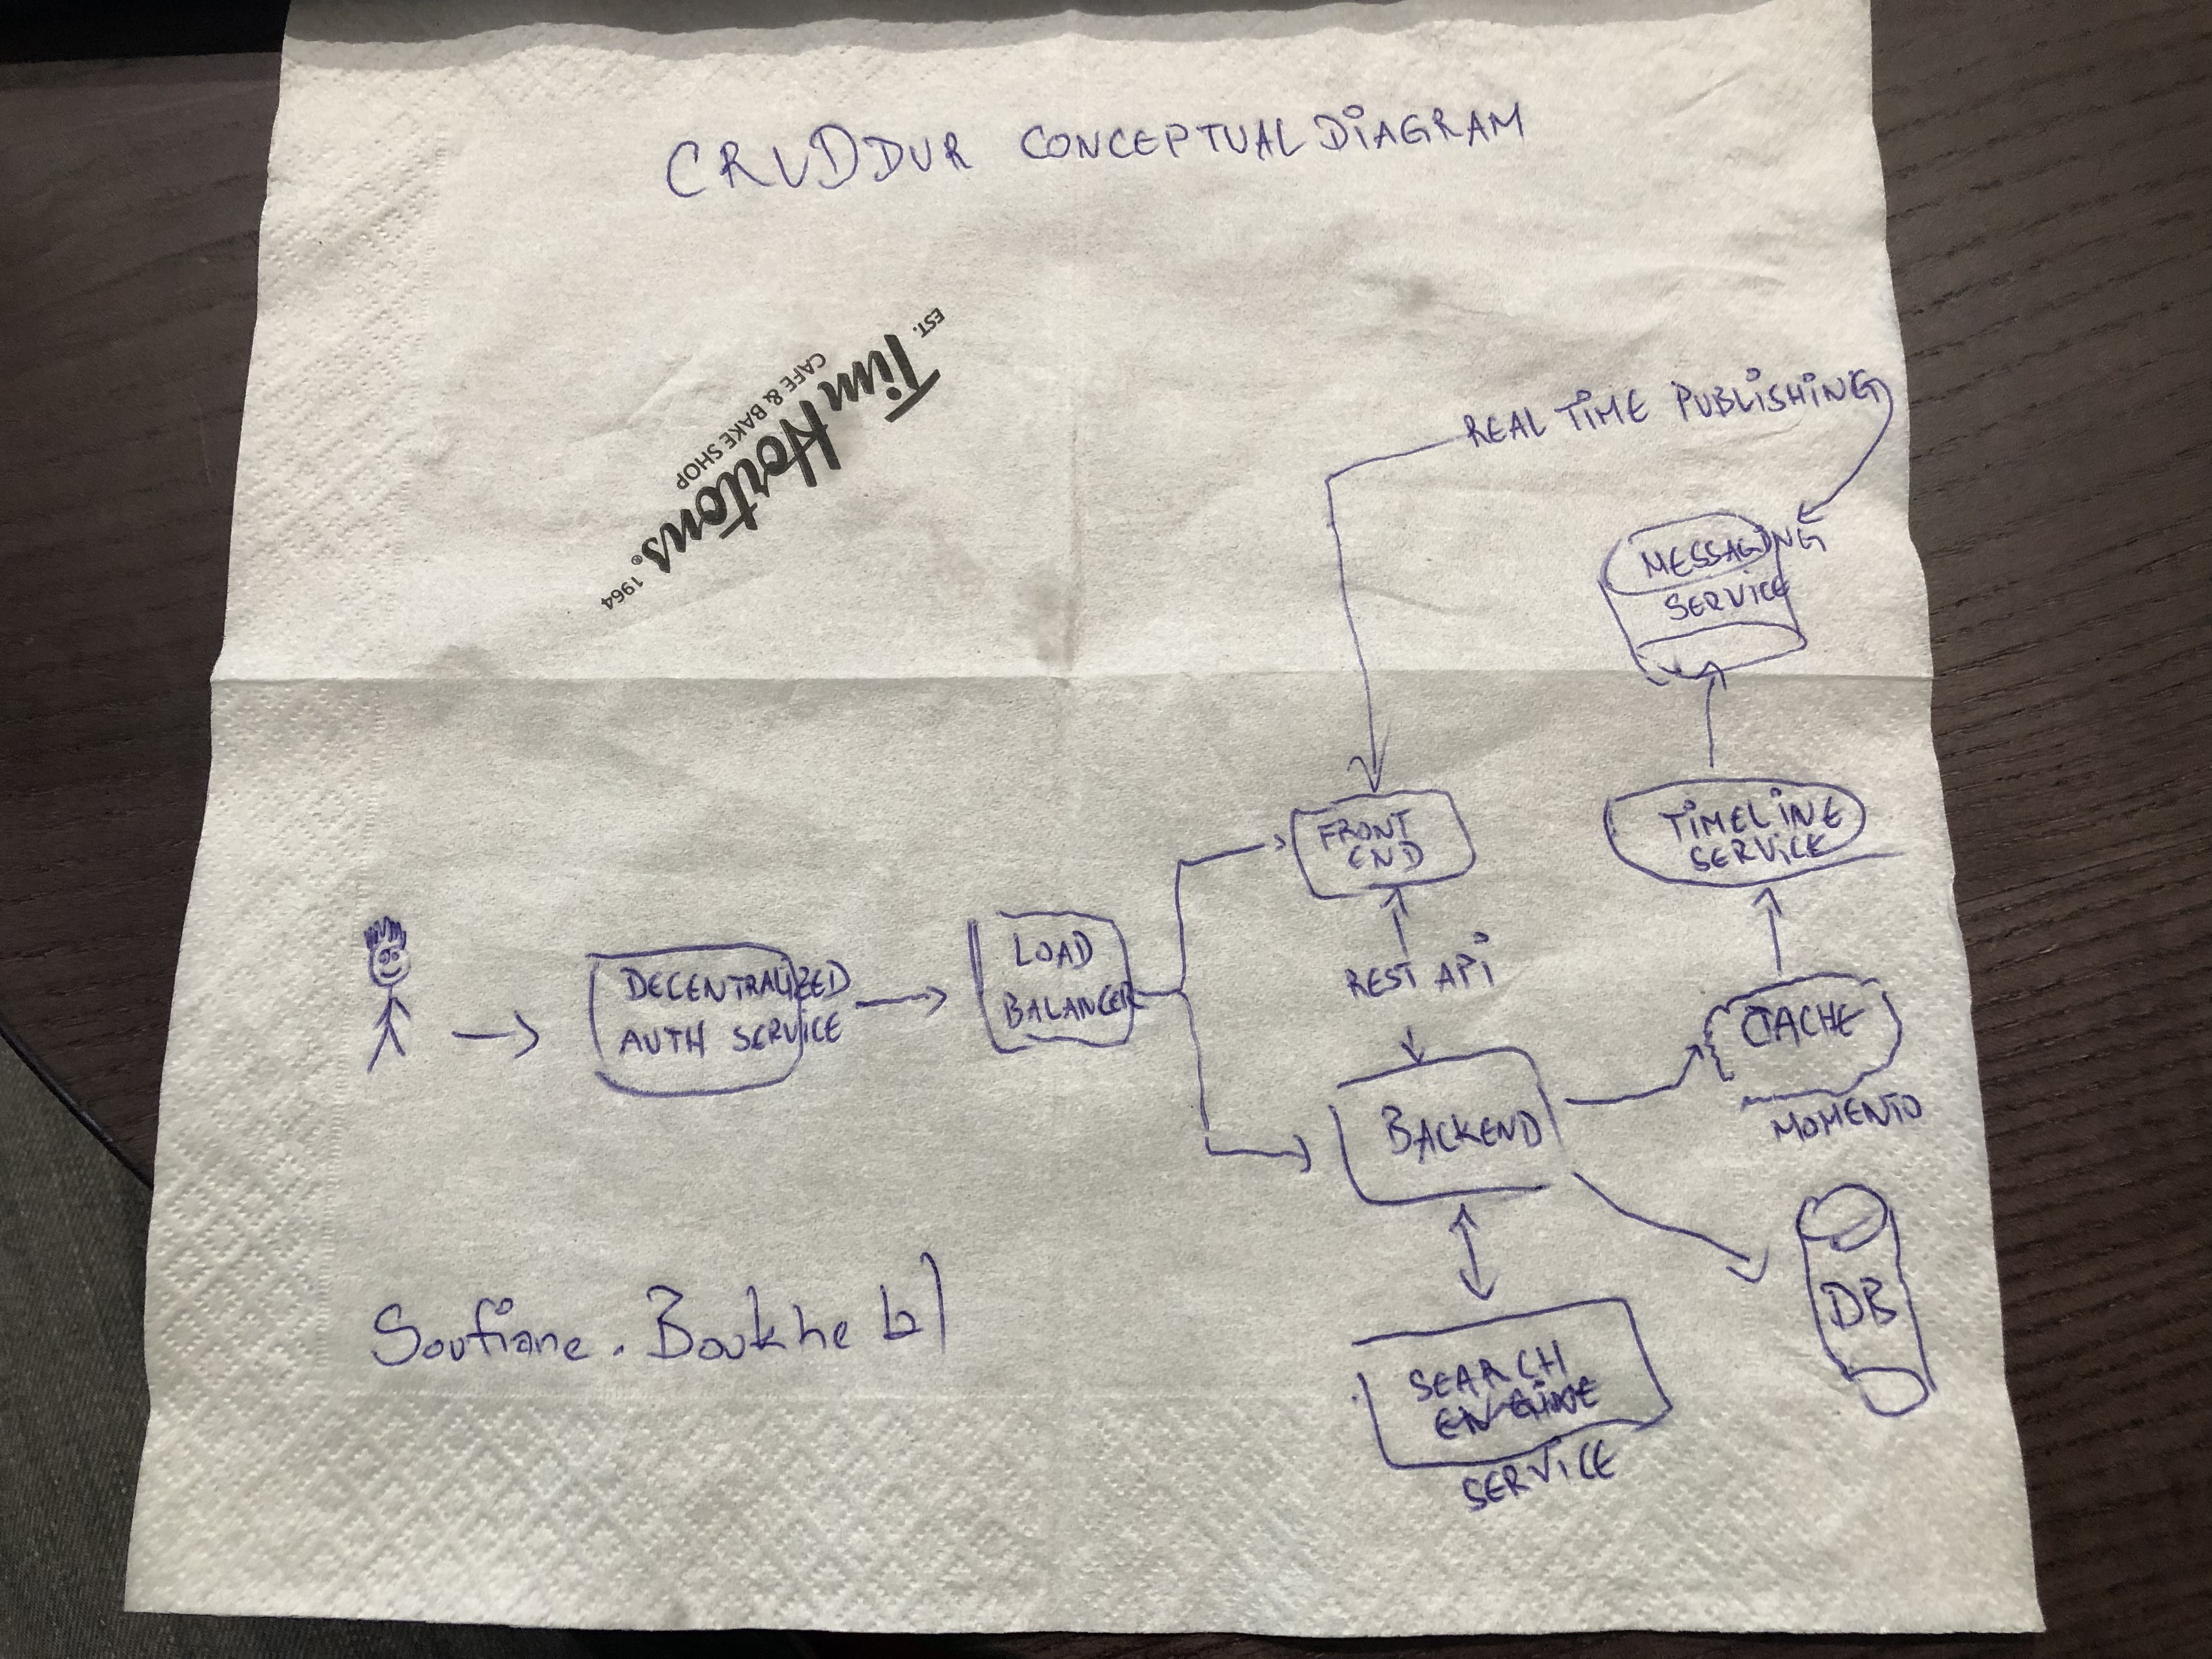 CRUDDUR CONCEPTUAL DIAGRAM
EST.
Tim Hortons®
CAFE & BAKE SHOP
1964
REAL TIME PUBLISHING
MESSAGING
SERVICE
FRONT
END
TIMELINE
SERVICE
DECENTRALIZED
AUTH SERVICE
LOAD
BALANCER
REST API
CACHE
MOMENTO
BACKEND
DB
SEARCH
ENGINE
SERVICE
Soufiane. Boukhe